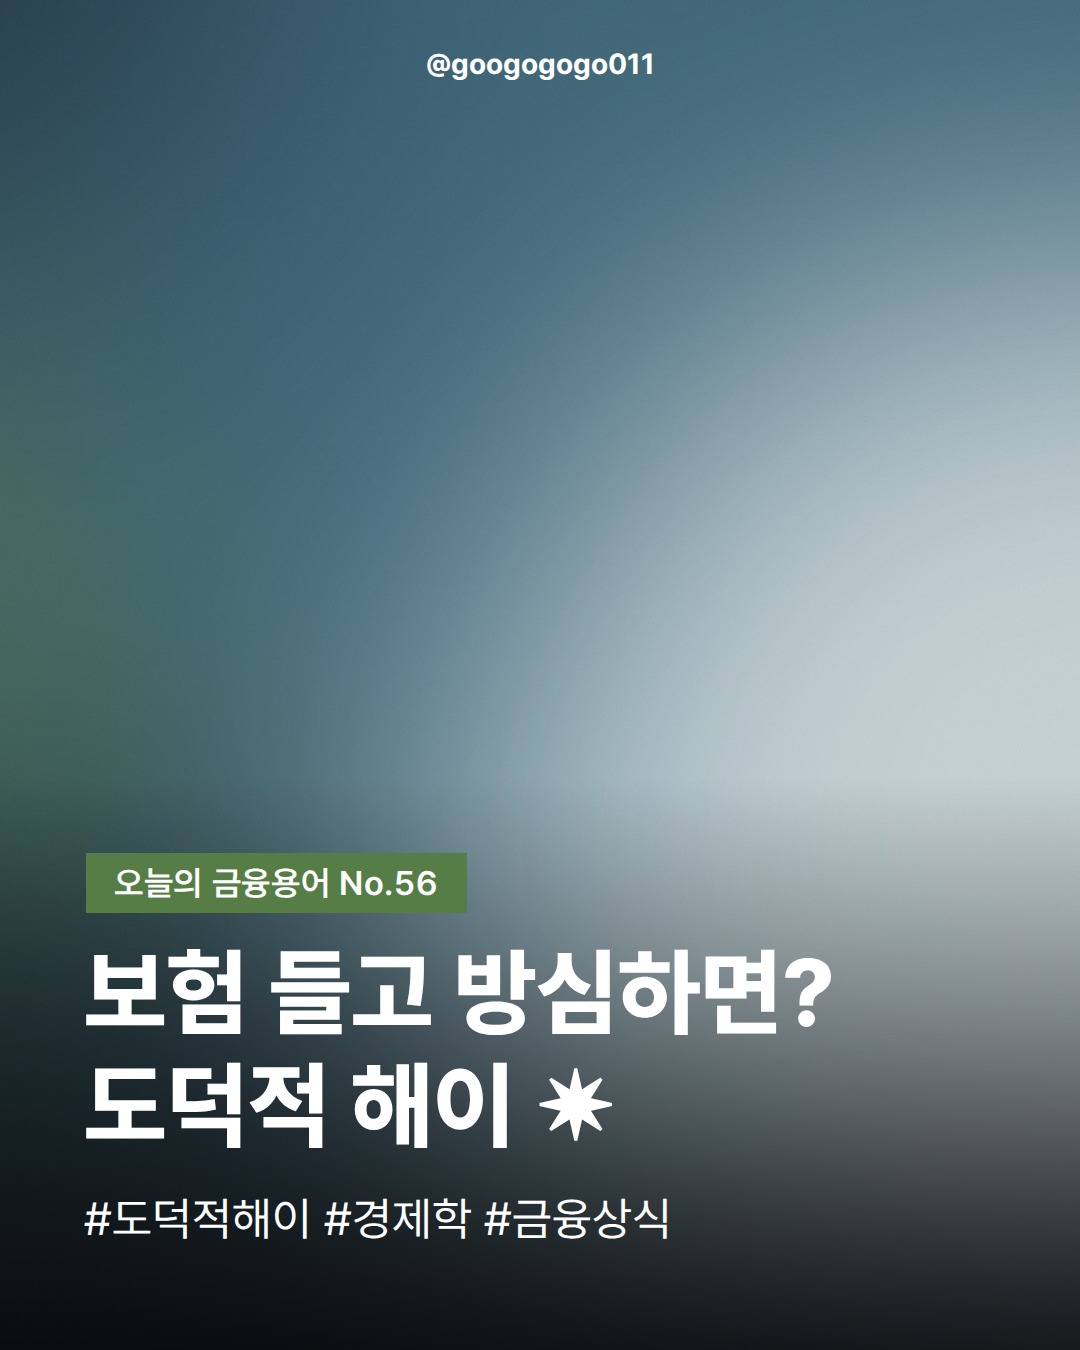 @googogogo011
오늘의 금융용어 No.56
보험 들고 방심하면?
도덕적 해이 ✷
#도덕적해이 #경제학 #금융상식